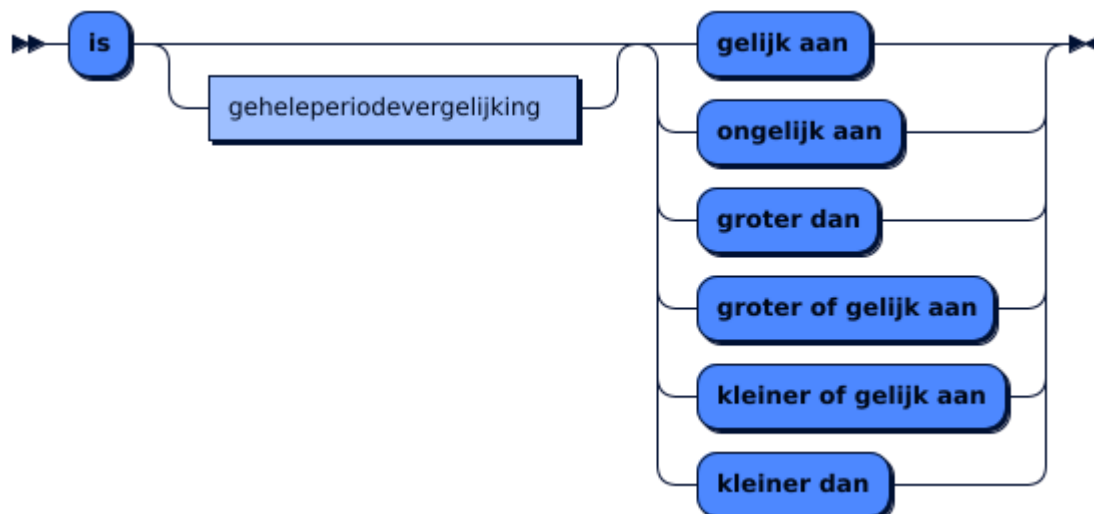 is
geheleperiodevergelijking
gelijk aan
ongelijk aan
groter dan
groter of gelijk aan
kleiner of gelijk aan
kleiner dan